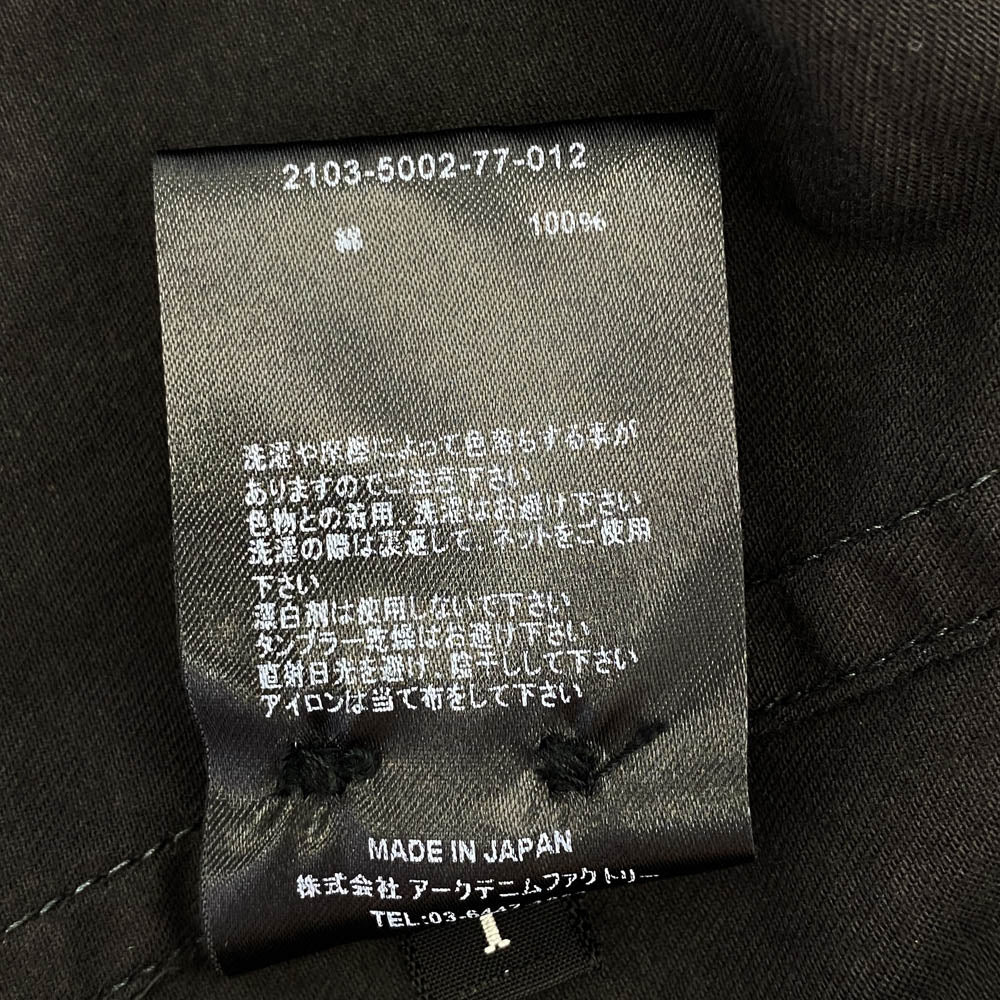 2103-5002-77-012
綿 100%
洗濯や摩擦によって色落ちする事が
ありますのでご注意下さい
色物との着用、洗濯はお避け下さい
洗濯の際は裏返して、ネットをご使用
下さい
漂白剤は使用しないで下さい
タンブラー乾燥はお避け下さい
直射日光を避け、陰干しして下さい
アイロンは当て布をして下さい
MADE IN JAPAN
株式会社 アークデニムファクトリー
TEL:03-
1